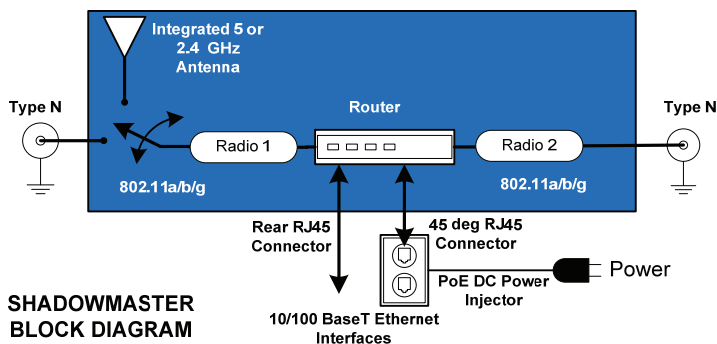 Integrated 5 or
2.4 GHz
Antenna
Type N
Router
Type N
Radio 1
Radio 2
802.11a/b/g
802.11a/b/g
Rear RJ45
Connector
45 deg RJ45
Connector
PoE DC Power
Injector
Power
SHADOWMASTER
BLOCK DIAGRAM
10/100 BaseT Ethernet
Interfaces